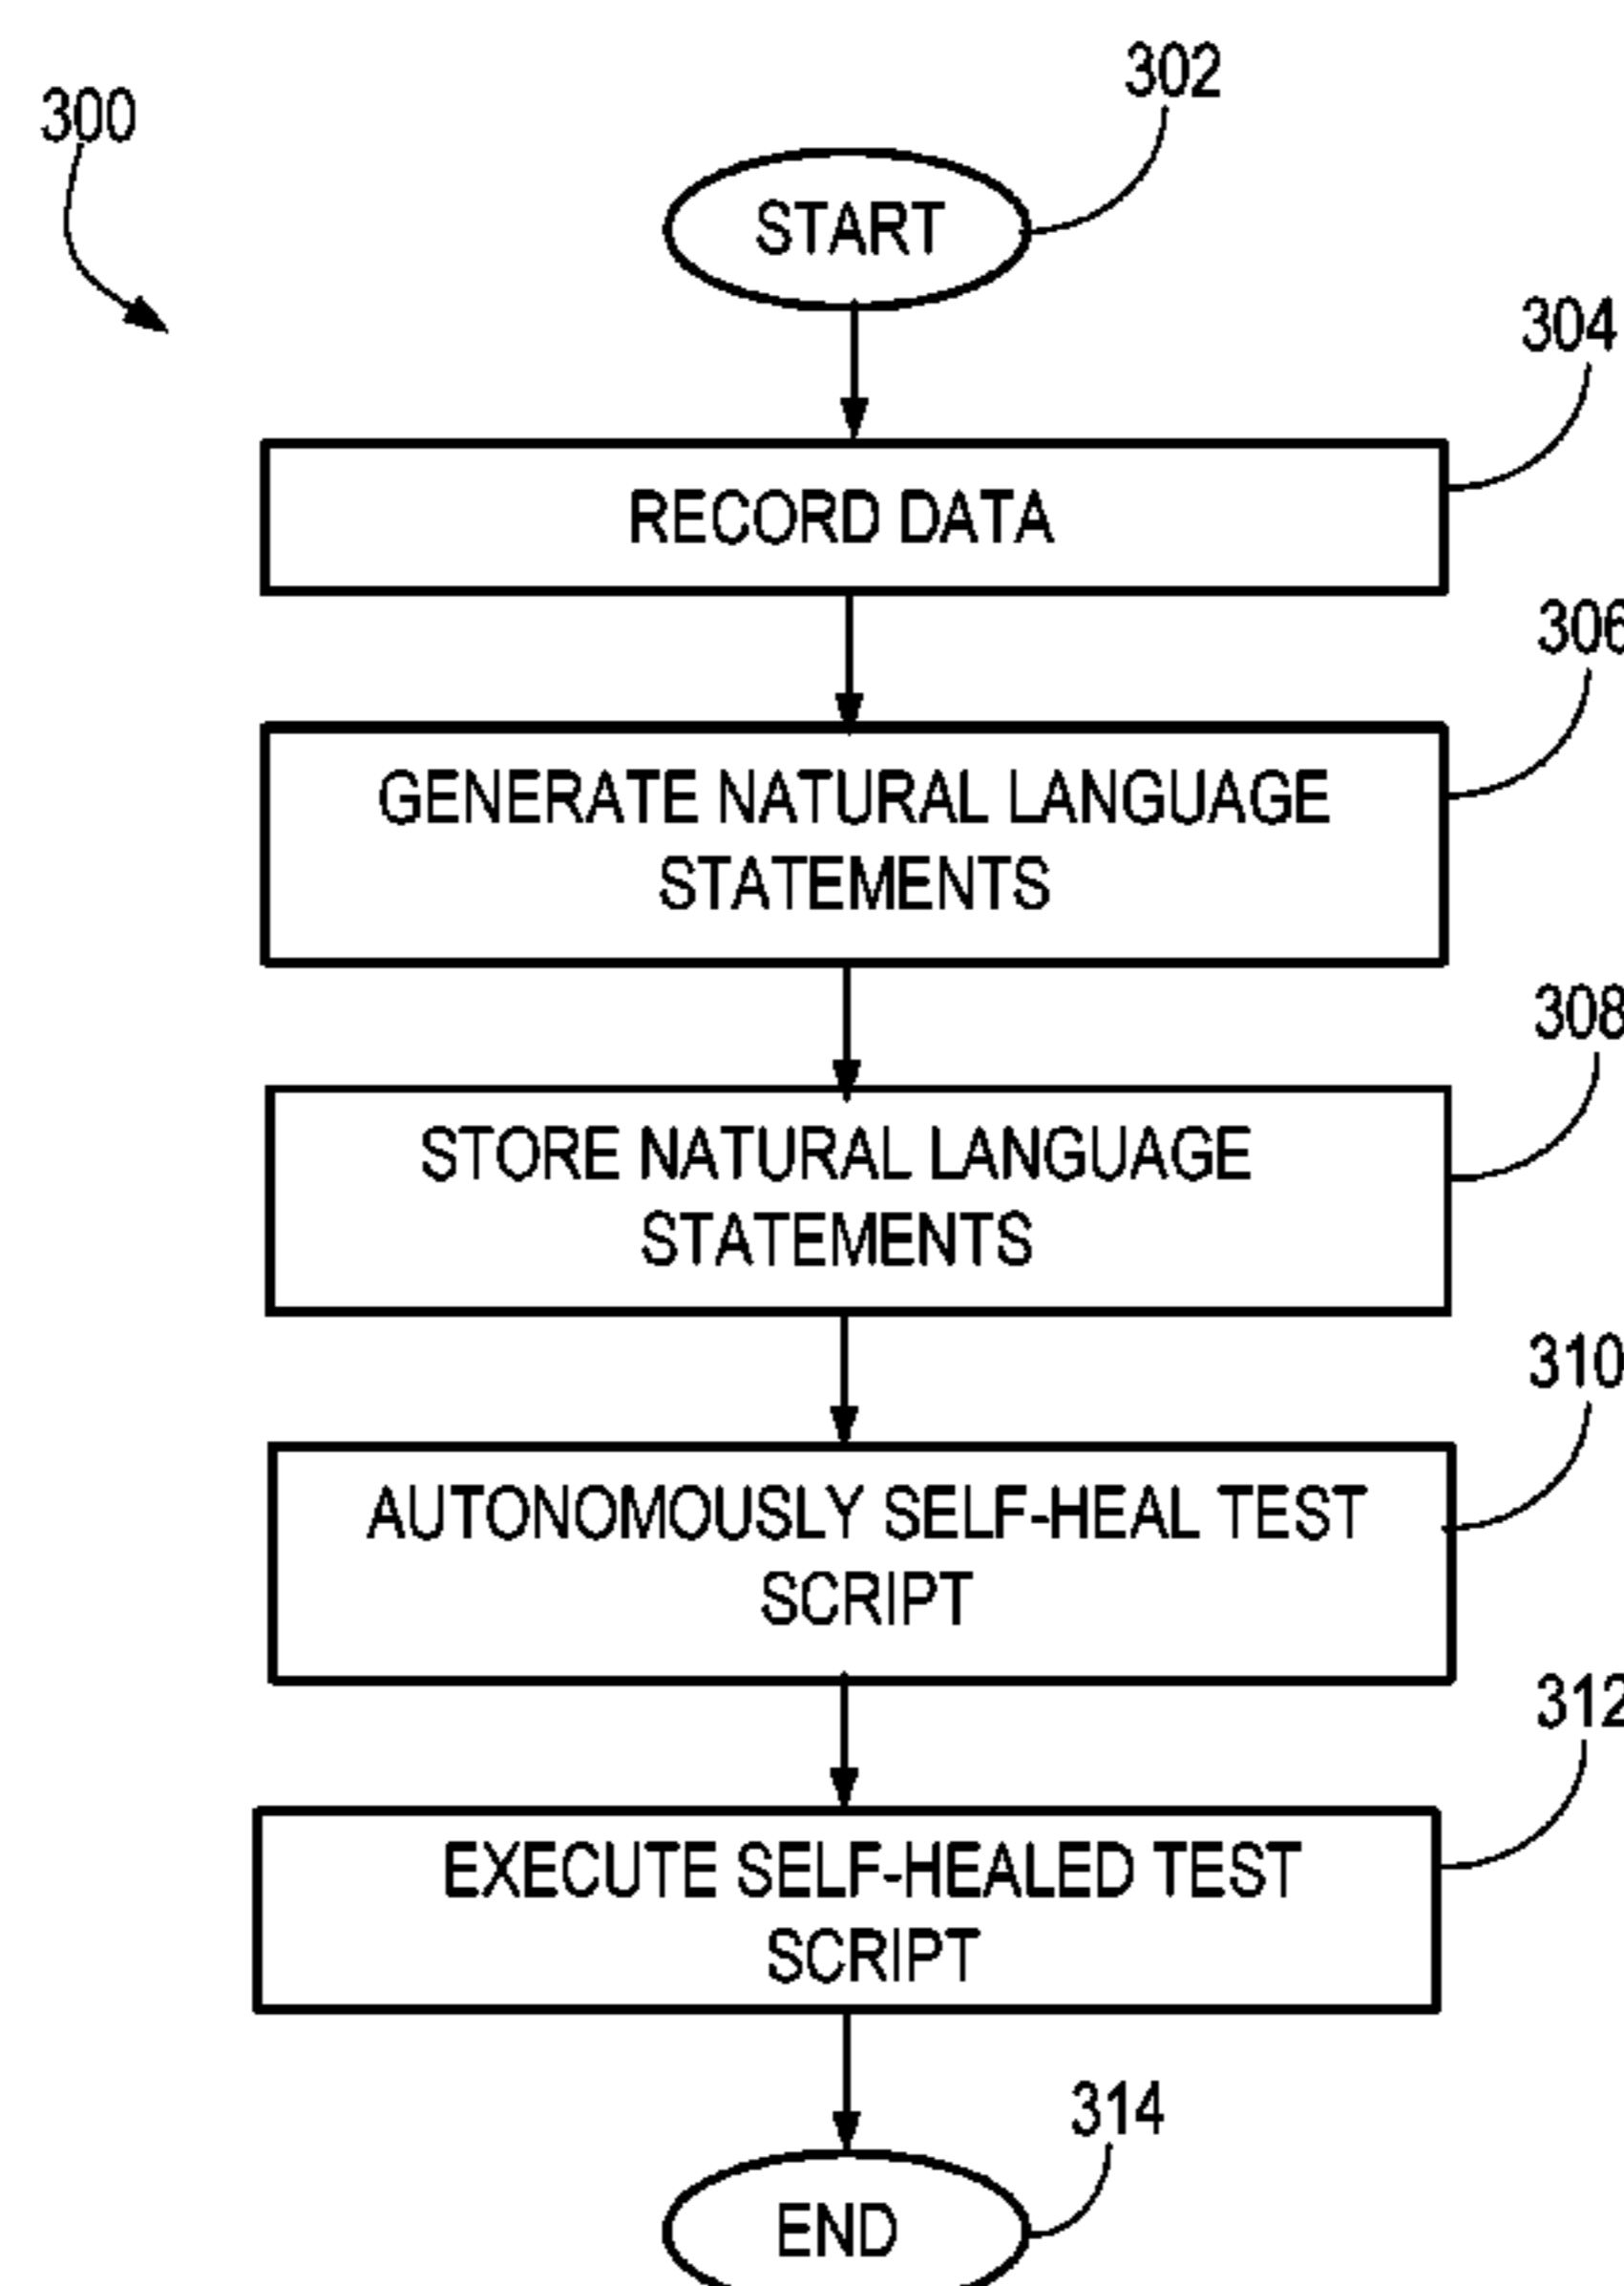 300
302
START
304
RECORD DATA
306
GENERATE NATURAL LANGUAGE
STATEMENTS
308
STORE NATURAL LANGUAGE
STATEMENTS
310
AUTONOMOUSLY SELF-HEAL TEST
SCRIPT
312
EXECUTE SELF-HEALED TEST
SCRIPT
314
END